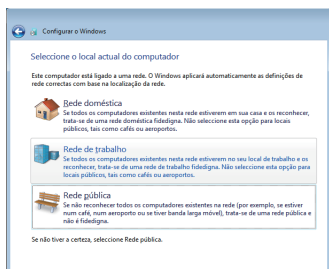 Configurar o Windows
Seleccione o local actual do computador
Este computador está ligado a uma rede. O Windows aplicará automaticamente as definições de
rede correctas com base na localização da rede.
Rede doméstica
Se todos os computadores existentes nesta rede estiverem em sua casa e os reconhecer,
trata-se de uma rede doméstica fidedigna. Não seleccione esta opção para locais
públicos, tais como cafés ou aeroportos.
Rede de trabalho
Se todos os computadores existentes nesta rede estiverem no seu local de trabalho e os
reconhecer, trata-se de uma rede de trabalho fidedigna. Não seleccione esta opção para
locais públicos, tais como cafés ou aeroportos.
Rede pública
Se não reconhecer todos os computadores existentes na rede (por exemplo, se estiver
num café, num aeroporto ou se tiver banda larga móvel), trata-se de uma rede pública e
não é fidedigna.
Se não tiver a certeza, seleccione Rede pública.